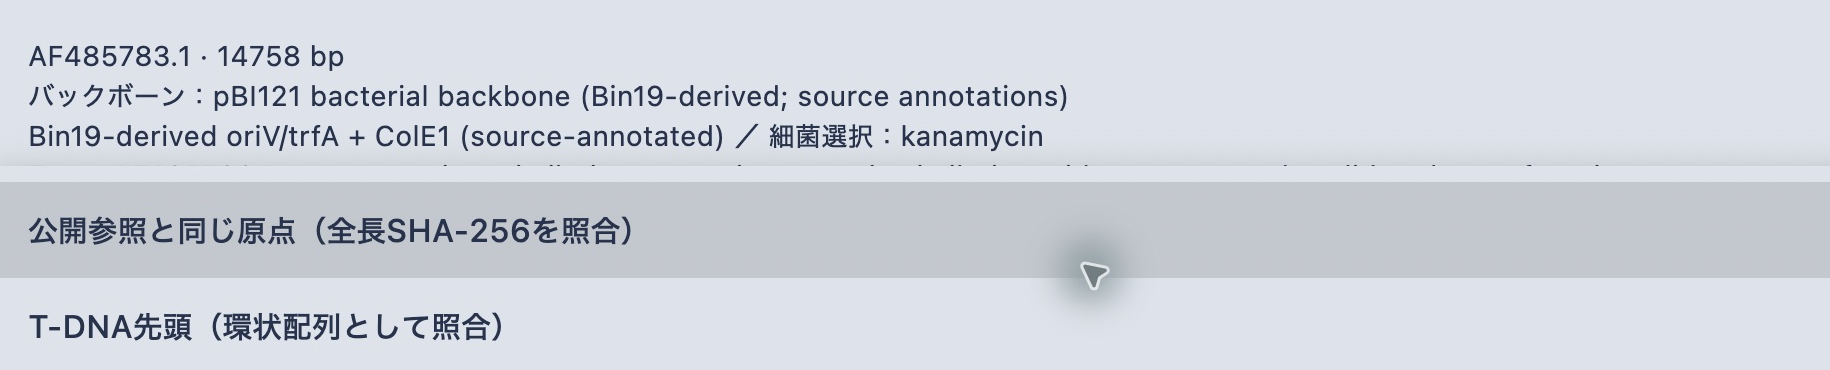 AF485783.1 · 14758 bp
バックボーン：pBI121 bacterial backbone (Bin19-derived; source annotations)
Bin19-derived oriV/trfA + ColE1 (source-annotated) ／ 細菌選択：kanamycin
公開参照と同じ原点（全長SHA-256を照合）
T-DNA先頭（環状配列として照合）